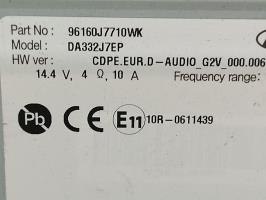 Part No : 96160J7710WK
Model : DA332J7EP
HW ver : CDPE.EUR.D-AUDIO_G2V_000.006
14.4 V, 4 Ω, 10 A Frequency range:
Pb CE E11 10R-0611439